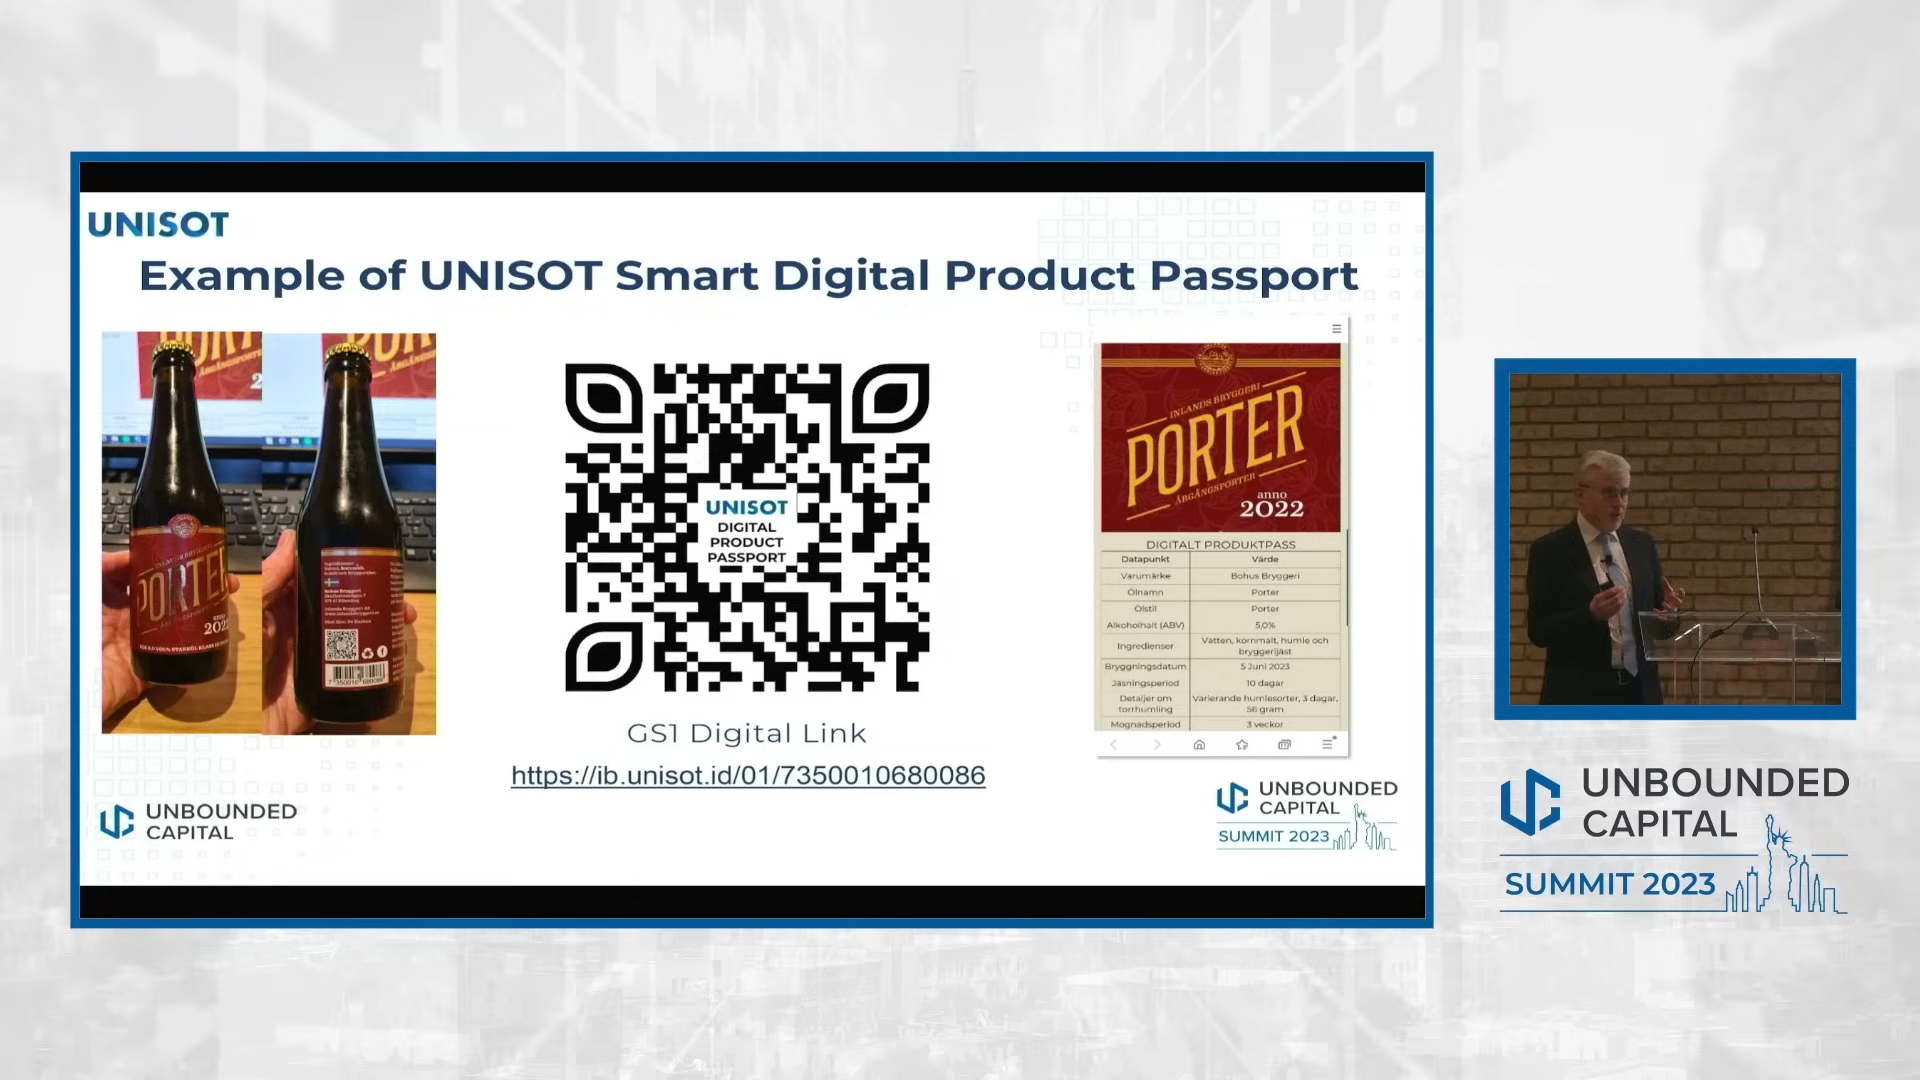 UNISOT
Example of UNISOT Smart Digital Product Passport
PORTER
2022
UNISOT
DIGITAL
PRODUCT
PASSPORT
GS1 Digital Link
https://ib.unisot.id/01/7350010680086
INLANDS BRYGGERI
PORTER
ÅRGÅNGSPORTER
anno
2022
DIGITALT PRODUKTPASS
Datapunkt Värde
Varumärke Bohus Bryggeri
Ölnamn Porter
Ölstil Porter
Alkoholhalt (ABV) 5,0%
Ingredienser Vatten, kornmalt, humle och
bryggerijäst
Bryggningsdatum 5 Juni 2023
Jäsningsperiod 10 dagar
Detaljer om Varierande humlesorter, 3 dagar,
torrhumling 56 gram
Mognadsperiod 3 veckor
UNBOUNDED
CAPITAL
UNBOUNDED
CAPITAL
SUMMIT 2023
UNBOUNDED
CAPITAL
SUMMIT 2023